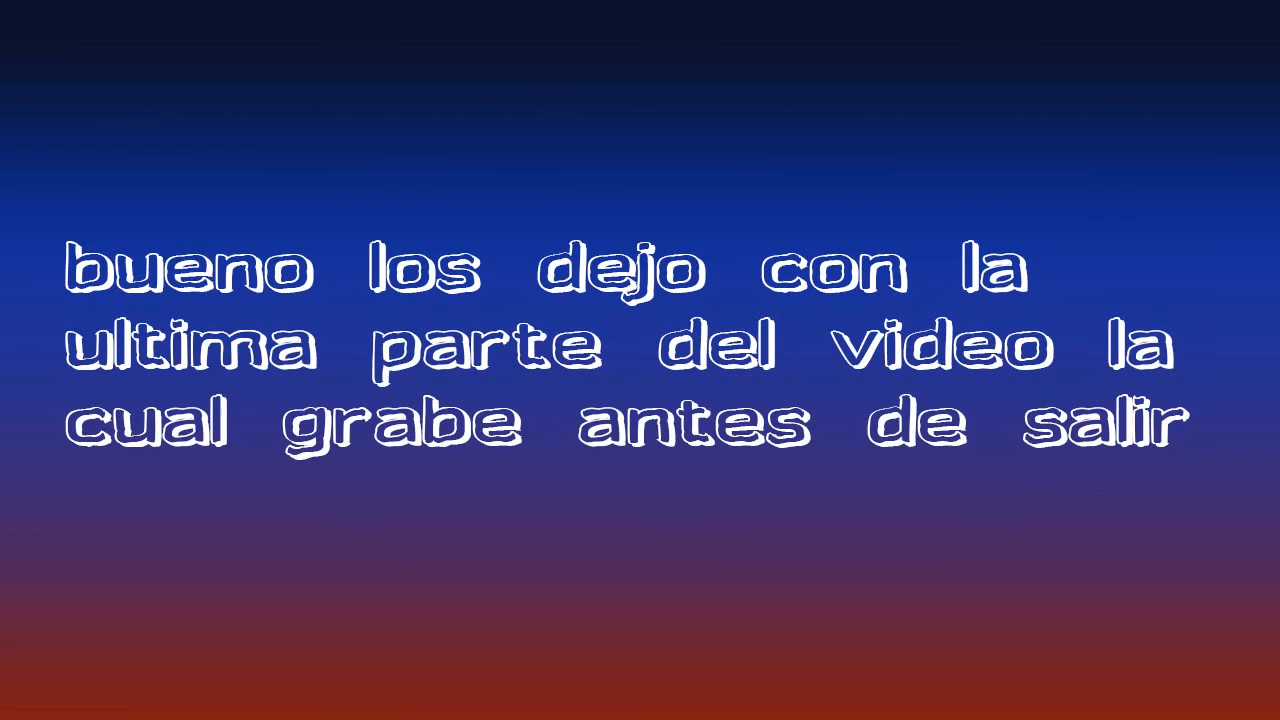 bueno los dejo con la
ultima parte del video la
cual grabe antes de salir